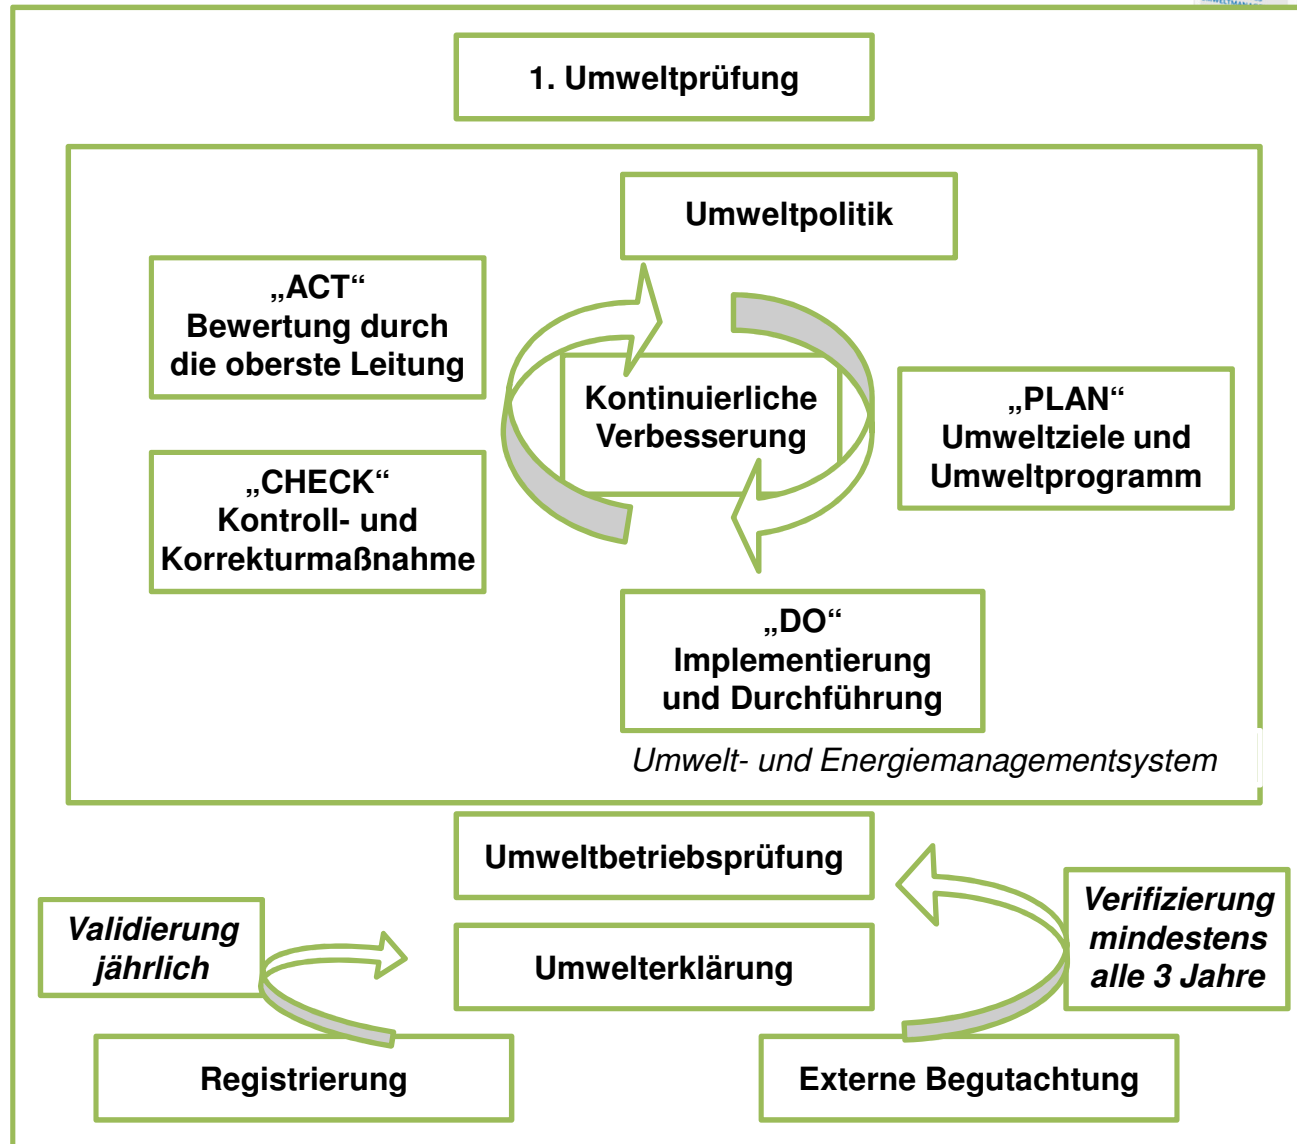 1. Umweltprüfung
Umweltpolitik
„ACT“
Bewertung durch
die oberste Leitung
Kontinuierliche
Verbesserung
„PLAN“
Umweltziele und
Umweltprogramm
„CHECK“
Kontroll- und
Korrekturmaßnahme
„DO“
Implementierung
und Durchführung
Umwelt- und Energiemanagementsystem
Umweltbetriebsprüfung
Validierung
jährlich
Umwelterklärung
Verifizierung
mindestens
alle 3 Jahre
Registrierung
Externe Begutachtung